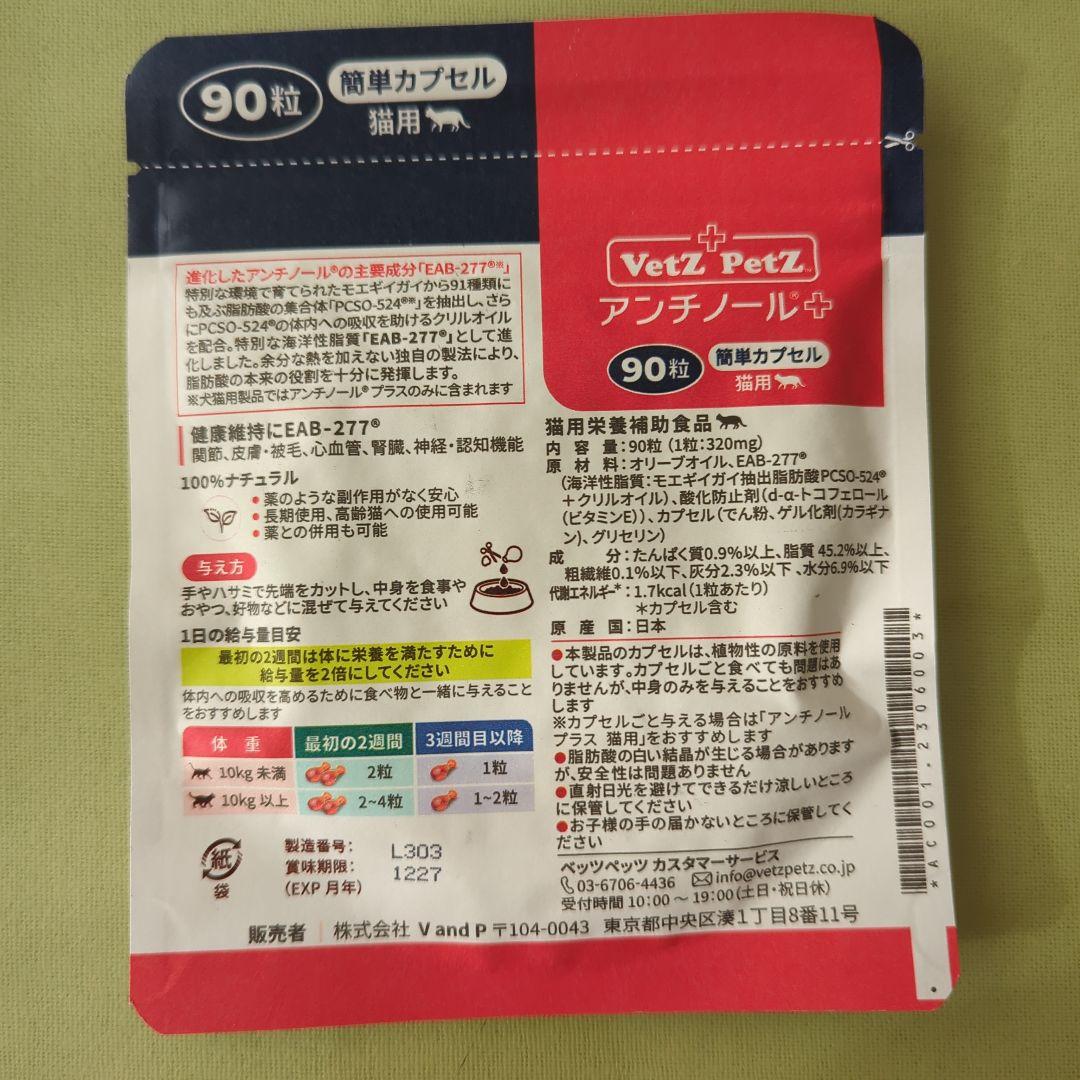 90粒
簡単カプセル
猫用
VetZ PetZ
アンチノール®+
90粒
簡単カプセル
猫用
進化したアンチノール®の主要成分「EAB-277®※」
特別な環境で育てられたモエギイガイから91種類に
も及ぶ脂肪酸の集合体「PCSO-524®※」を抽出し、さら
にPCSO-524®の体内への吸収を助けるクリルオイル
を配合。特別な海洋性脂質「EAB-277®」として進
化しました。余分な熱を加えない独自の製法により、
脂肪酸の本来の役割を十分に発揮します。
※犬猫用製品ではアンチノール® プラスのみに含まれます
健康維持にEAB-277®
関節、皮膚・被毛、心血管、腎臓、神経・認知機能
100%ナチュラル
●薬のような副作用がなく安心
●長期使用、高齢猫への使用可能
●薬との併用も可能
与え方
手やハサミで先端をカットし、中身を食事や
おやつ、好物などに混ぜて与えてください
1日の給与量目安
最初の2週間は体に栄養を満たすために
給与量を2倍にしてください
体内への吸収を高めるために食べ物と一緒に与えること
をおすすめします
体重 最初の2週間 3週間目以降
10kg 未満 2粒 1粒
10kg 以上 2~4粒 1~2粒
紙
袋
製造番号: L303
賞味期限: 1227
(EXP 月年)
猫用栄養補助食品
内容量:90粒(1粒:320mg)
原材料:オリーブオイル、EAB-277®
(海洋性脂質:モエギイガイ抽出脂肪酸PCSO-524®
+クリルオイル)、酸化防止剤(d-α-トコフェロール
(ビタミンE))、カプセル(でん粉、ゲル化剤(カラギナ
ン)、グリセリン)
成分:たんぱく質0.9%以上、脂質 45.2%以上、
粗繊維0.1%以下、灰分2.3%以下、水分6.9%以下
代謝エネルギー*:1.7kcal(1粒あたり)
*カプセル含む
原産国:日本
●本製品のカプセルは、植物性の原料を使用
しています。カプセルごと食べても問題はあ
りませんが、中身のみを与えることをおすすめ
します
※カプセルごと与える場合は「アンチノール
プラス 猫用」をおすすめします
●脂肪酸の白い結晶が生じる場合があります
が、安全性は問題ありません
●直射日光を避けてできるだけ涼しいところ
に保管してください
●お子様の手の届かないところに保管してく
ださい
ベッツペッツ カスタマーサービス
03-6706-4436 info@vetzpetz.co.jp
受付時間 10:00 ～ 19:00(土日・祝日休)
販売者 株式会社 V and P 〒104-0043 東京都中央区湊1丁目8番11号
*AC001.2306003*